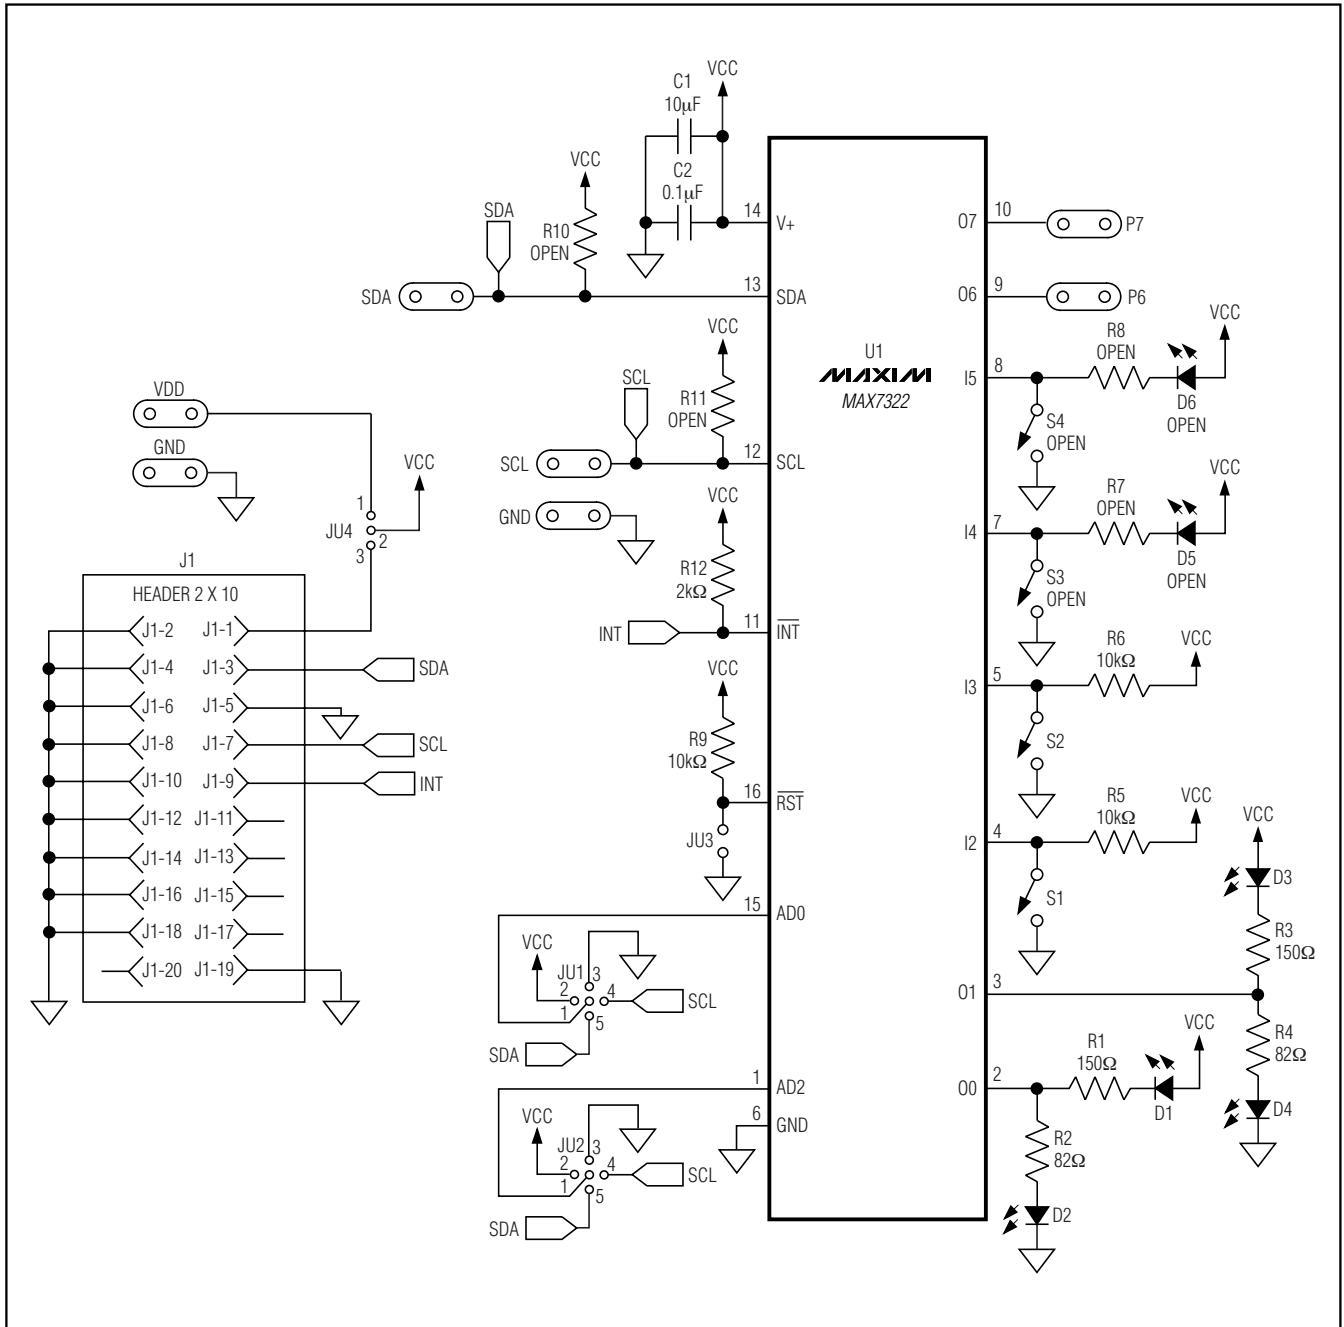 C1
10µF
VCC
C2
0.1µF
VCC
SDA
R10
OPEN
14
V+
SDA
13
SDA
VCC
SCL
R11
OPEN
SCL
12
SCL
VDD
GND
VCC
1
JU4
2
3
GND
VCC
R12
2kΩ
INT
11
INT
VCC
R9
10kΩ
16
RST
JU3
15
AD0
VCC
JU1
3
2
4
1
5
SCL
SDA
1
AD2
6
GND
VCC
JU2
3
2
4
1
5
SCL
SDA
J1
HEADER 2 X 10
J1-2 J1-1
J1-4 J1-3
SDA
J1-6 J1-5
J1-8 J1-7
SCL
J1-10 J1-9
INT
J1-12 J1-11
J1-14 J1-13
J1-16 J1-15
J1-18 J1-17
J1-20 J1-19
U1
MAXIM
MAX7322
O7
10
P7
O6
9
P6
I5
8
R8
OPEN
VCC
D6
OPEN
S4
OPEN
I4
7
R7
OPEN
VCC
D5
OPEN
S3
OPEN
I3
5
R6
10kΩ
VCC
S2
I2
4
R5
10kΩ
VCC
S1
VCC
D3
R3
150Ω
O1
3
R4
82Ω
D4
O0
2
R1
150Ω
VCC
D1
R2
82Ω
D2